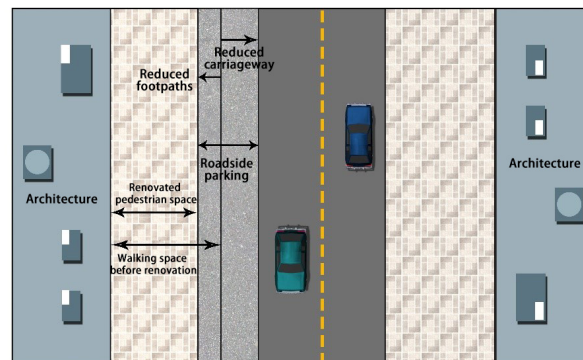 Reduced
carriageway
Reduced
footpaths
Roadside
parking
Architecture
Architecture
Renovated
pedestrian space
Walking space
before renovation